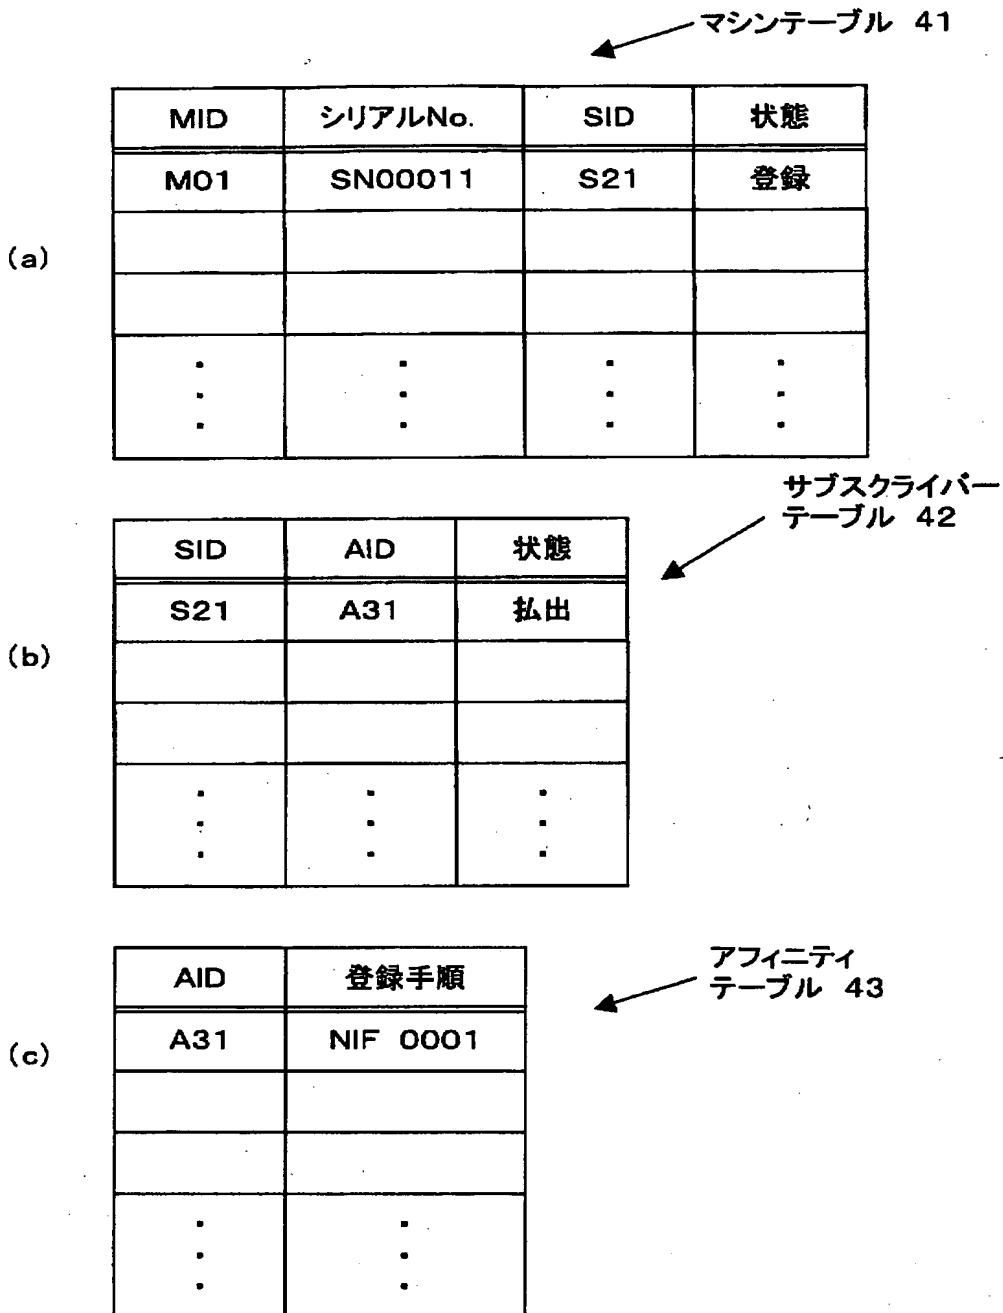 マシンテーブル 41
MID シリアルNo. SID 状態
M01 SN00011 S21 登録
(a)
サブスクライバー
テーブル 42
SID AID 状態
S21 A31 払出
(b)
アフィニティ
テーブル 43
AID 登録手順
A31 NIF 0001
(c)